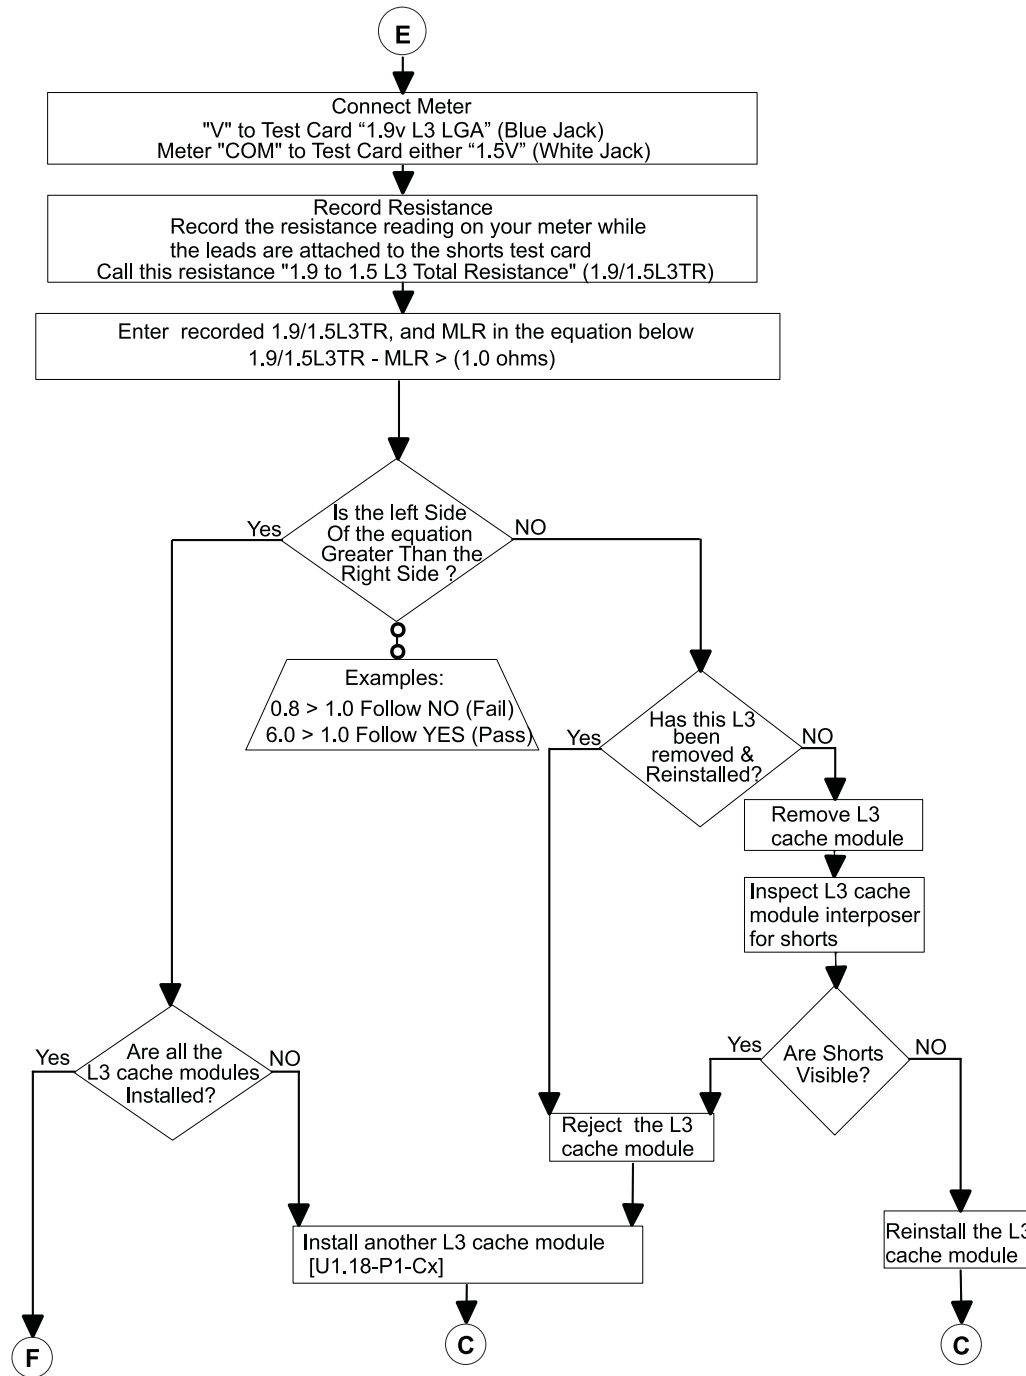 E
Connect Meter
"V" to Test Card “1.9v L3 LGA” (Blue Jack)
Meter "COM" to Test Card either “1.5V” (White Jack)
Record Resistance
Record the resistance reading on your meter while
the leads are attached to the shorts test card
Call this resistance "1.9 to 1.5 L3 Total Resistance" (1.9/1.5L3TR)
Enter recorded 1.9/1.5L3TR, and MLR in the equation below
1.9/1.5L3TR - MLR > (1.0 ohms)
Is the left Side
Of the equation
Greater Than the
Right Side ?
Yes
NO
Examples:
0.8 > 1.0 Follow NO (Fail)
6.0 > 1.0 Follow YES (Pass)
Has this L3
been
removed &
Reinstalled?
Yes
NO
Remove L3
cache module
Inspect L3 cache
module interposer
for shorts
Are Shorts
Visible?
Yes
NO
Are all the
L3 cache modules
Installed?
Yes
NO
Reject the L3
cache module
Install another L3 cache module
[U1.18-P1-Cx]
Reinstall the L3
cache module
F
C
C